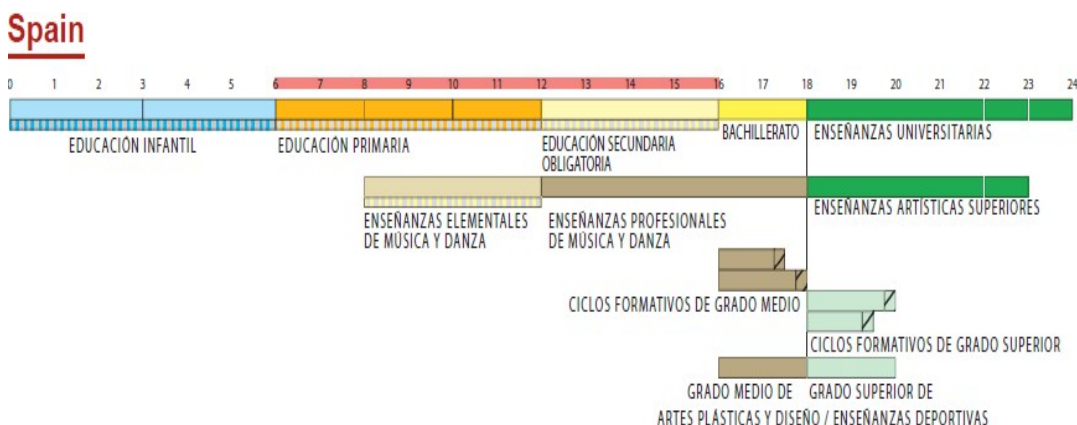 Spain
0 1 2 3 4 5 6 7 8 9 10 11 12 13 14 15 16 17 18 19 20 21 22 23 24
EDUCACIÓN INFANTIL
EDUCACIÓN PRIMARIA
EDUCACIÓN SECUNDARIA
OBLIGATORIA
BACHILLERATO
ENSEÑANZAS UNIVERSITARIAS
ENSEÑANZAS ELEMENTALES
DE MÚSICA Y DANZA
ENSEÑANZAS PROFESIONALES
DE MÚSICA Y DANZA
ENSEÑANZAS ARTÍSTICAS SUPERIORES
CICLOS FORMATIVOS DE GRADO MEDIO
CICLOS FORMATIVOS DE GRADO SUPERIOR
GRADO MEDIO DE GRADO SUPERIOR DE
ARTES PLÁSTICAS Y DISEÑO / ENSEÑANZAS DEPORTIVAS